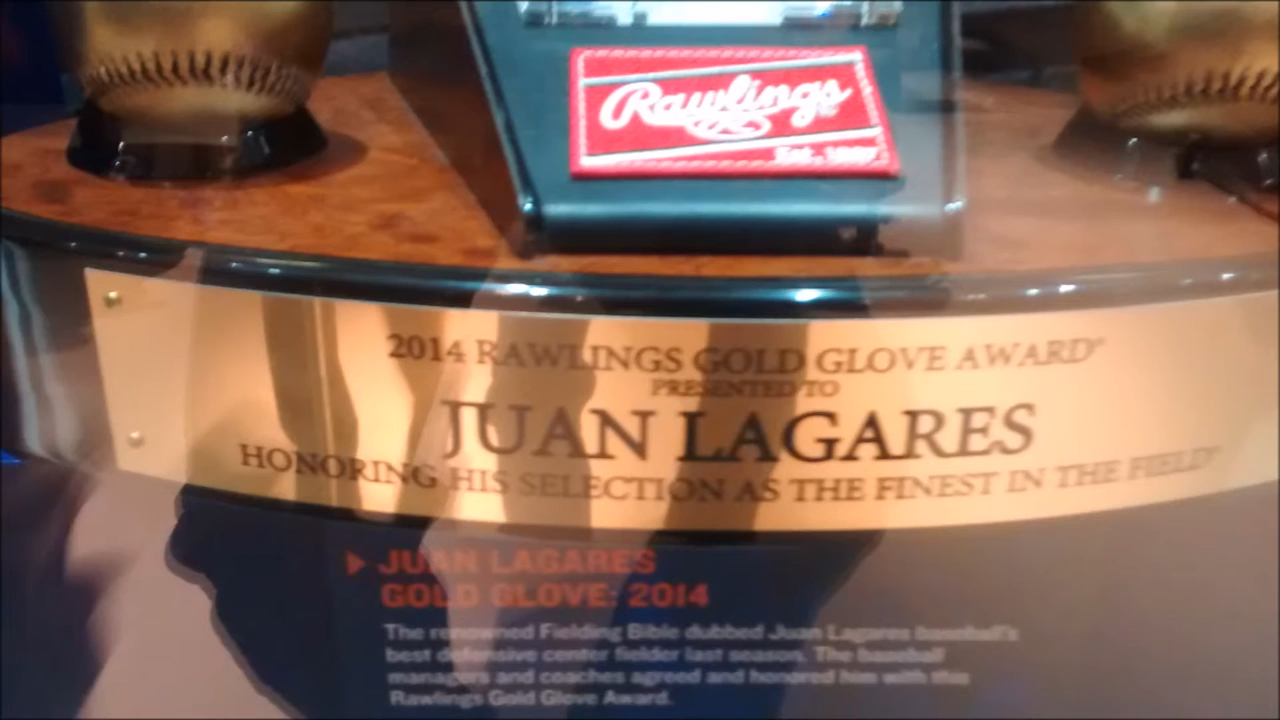 Rawlings
Est. 1887
2014 RAWLINGS GOLD GLOVE AWARD®
PRESENTED TO
JUAN LAGARES
HONORING HIS SELECTION AS THE FINEST IN THE FIELD®
JUAN LAGARES
GOLD GLOVE: 2014
The renowned Fielding Bible dubbed Juan Lagares baseball's
best defensive center fielder last season. The baseball
managers and coaches agreed and honored him with this
Rawlings Gold Glove Award.